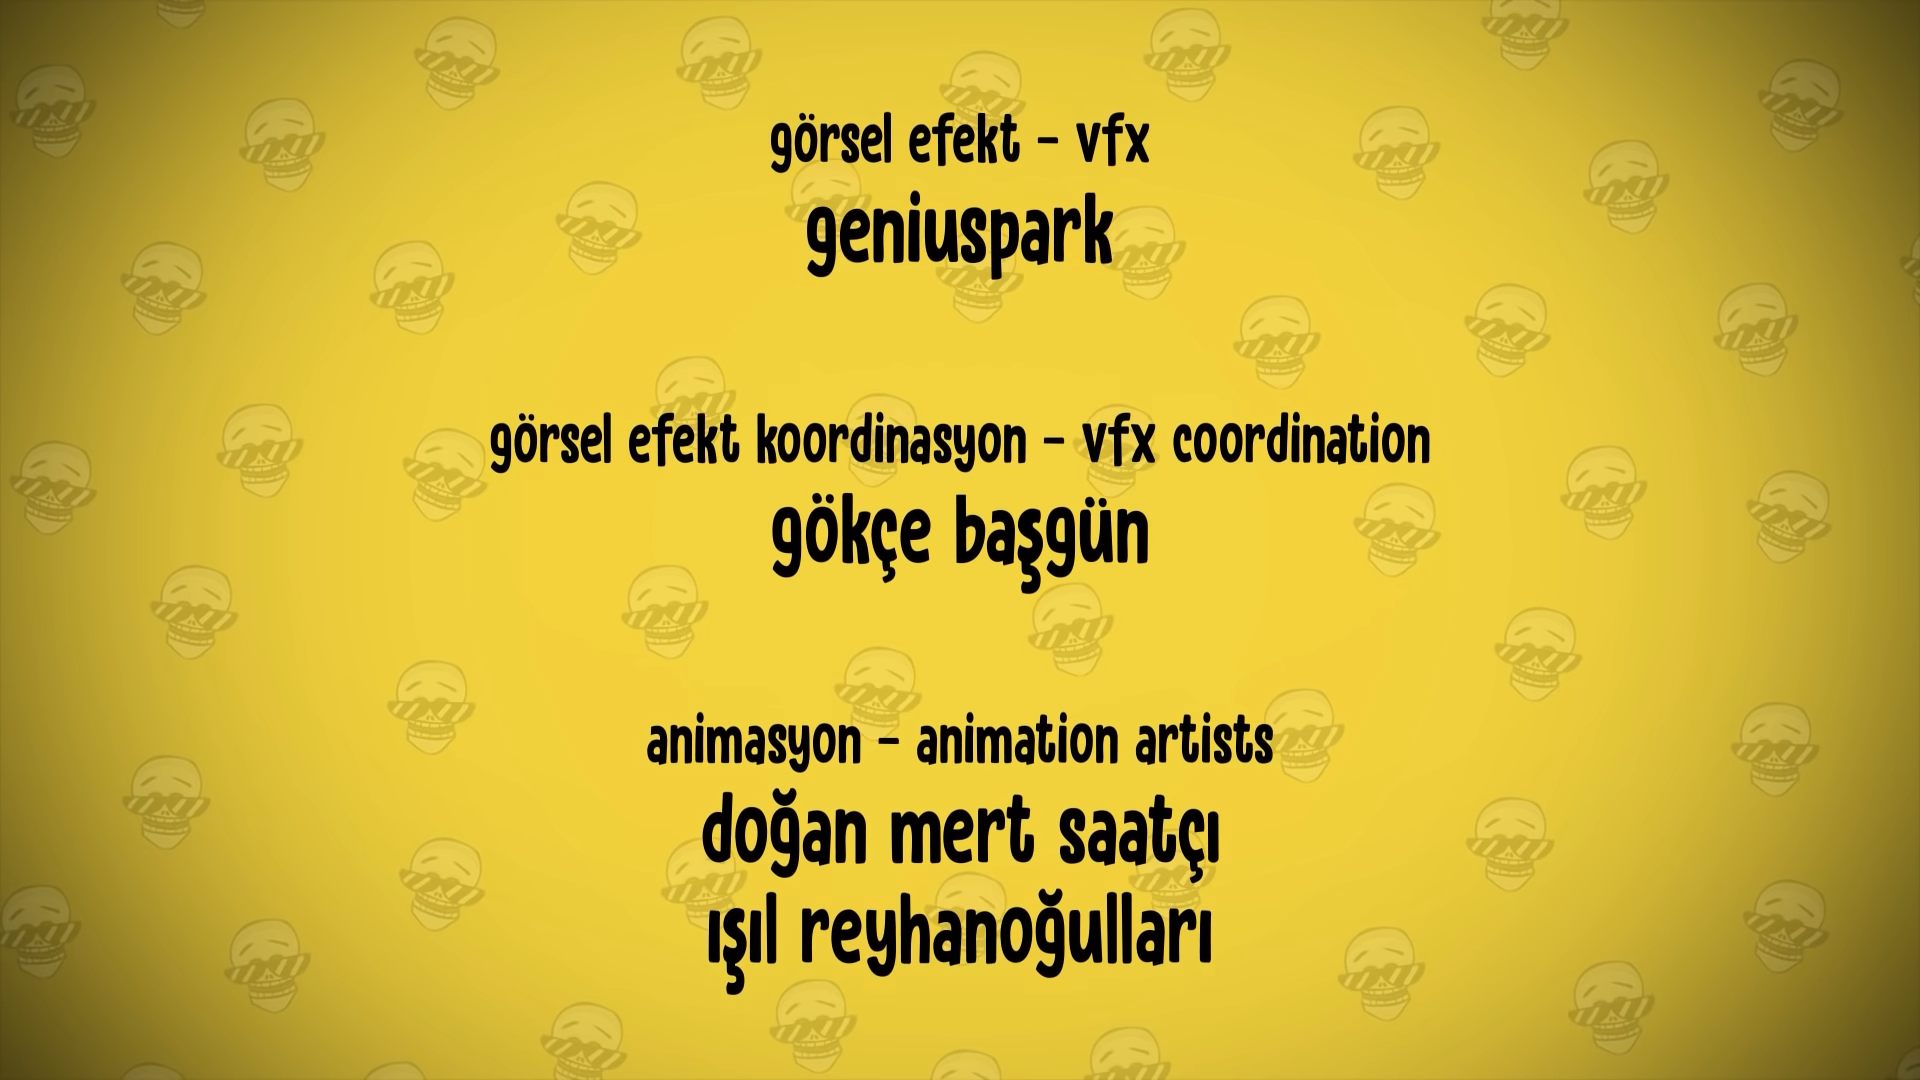 görsel efekt - vfx
geniuspark
görsel efekt koordinasyon - vfx coordination
gökçe başgün
animasyon - animation artists
doğan mert saatçı
ışıl reyhanoğulları